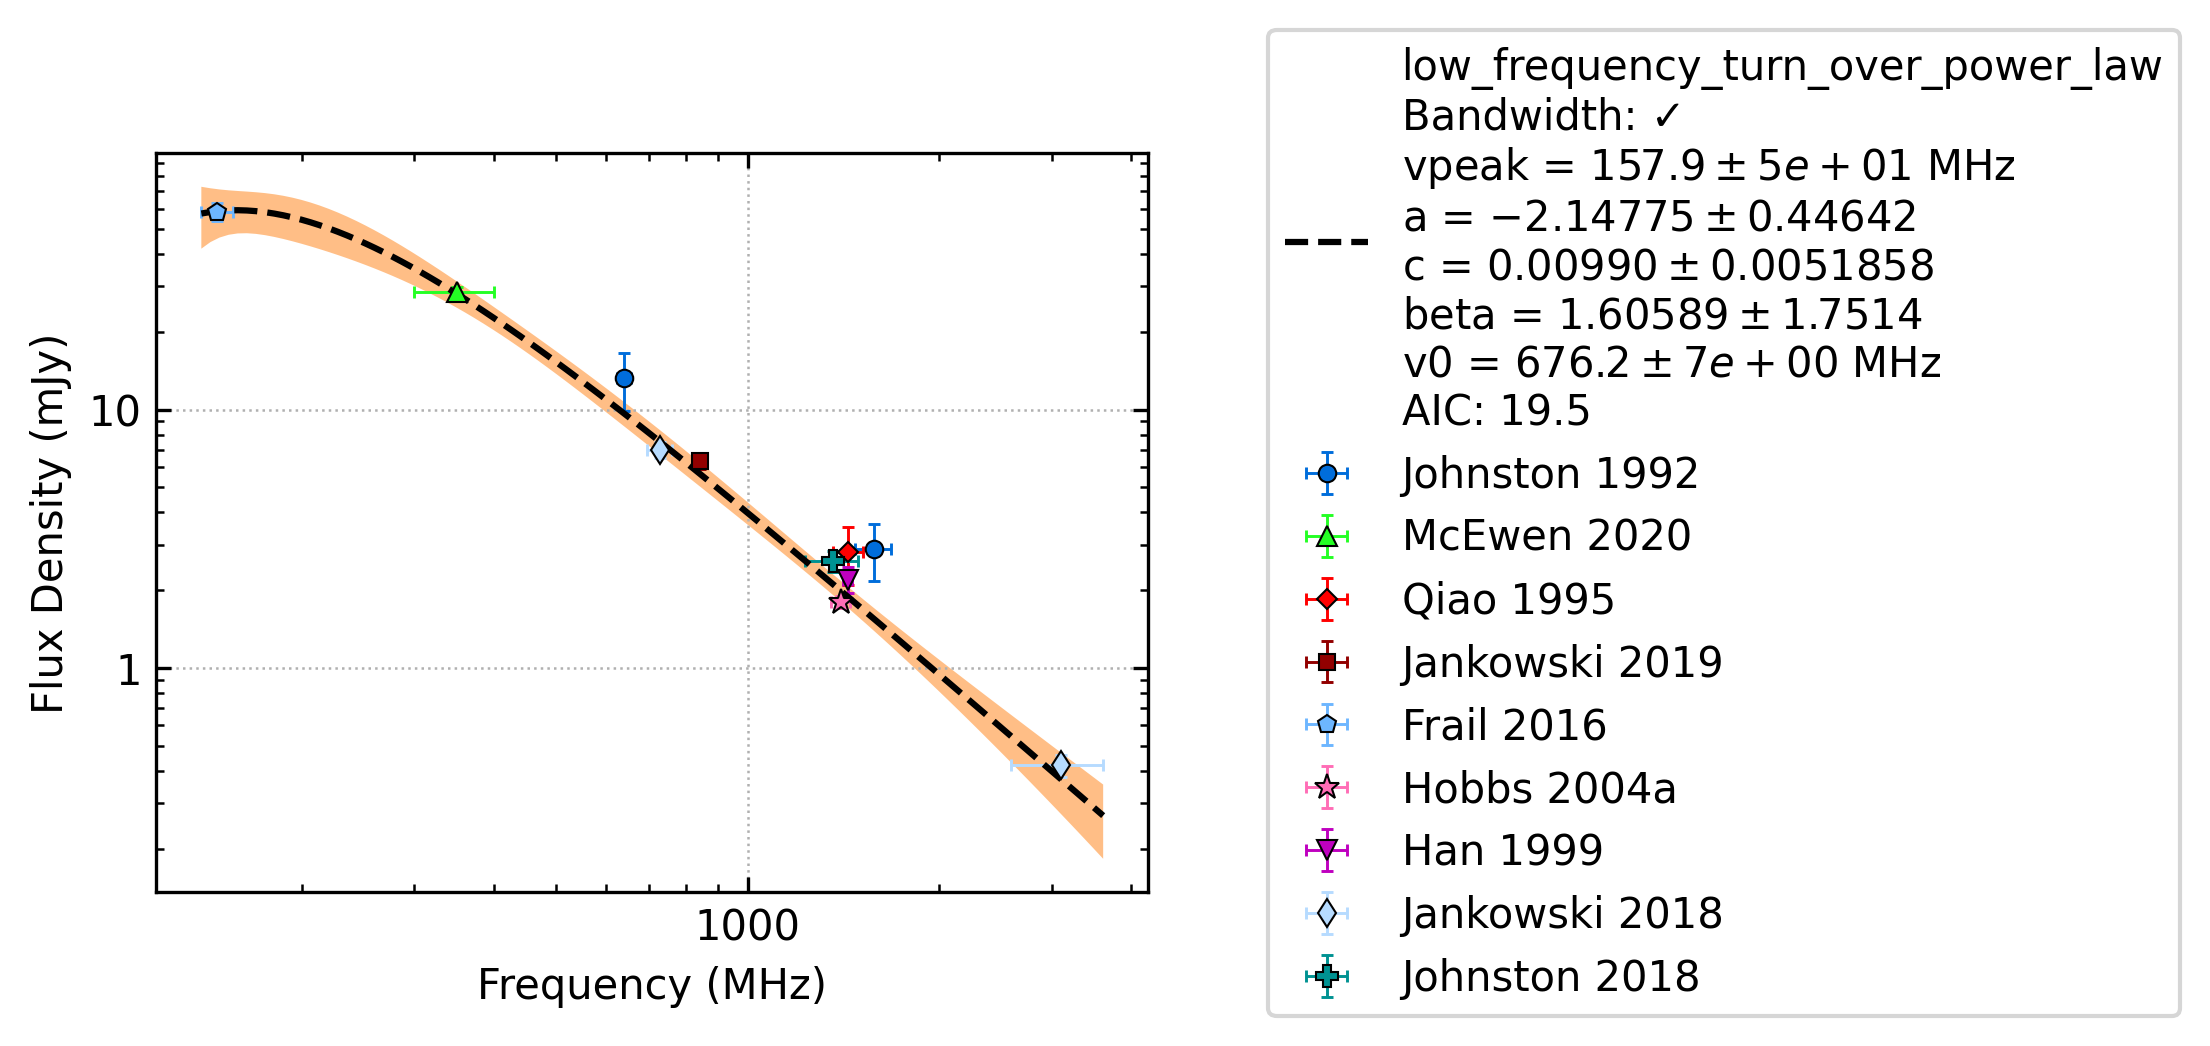 Flux Density (mJy)
10
1
1000
Frequency (MHz)
low_frequency_turn_over_power_law
Bandwidth: ✓
vpeak = 157.9 ± 5e + 01 MHz
a = −2.14775 ± 0.44642
c = 0.00990 ± 0.0051858
beta = 1.60589 ± 1.7514
v0 = 676.2 ± 7e + 00 MHz
AIC: 19.5
Johnston 1992
McEwen 2020
Qiao 1995
Jankowski 2019
Frail 2016
Hobbs 2004a
Han 1999
Jankowski 2018
Johnston 2018